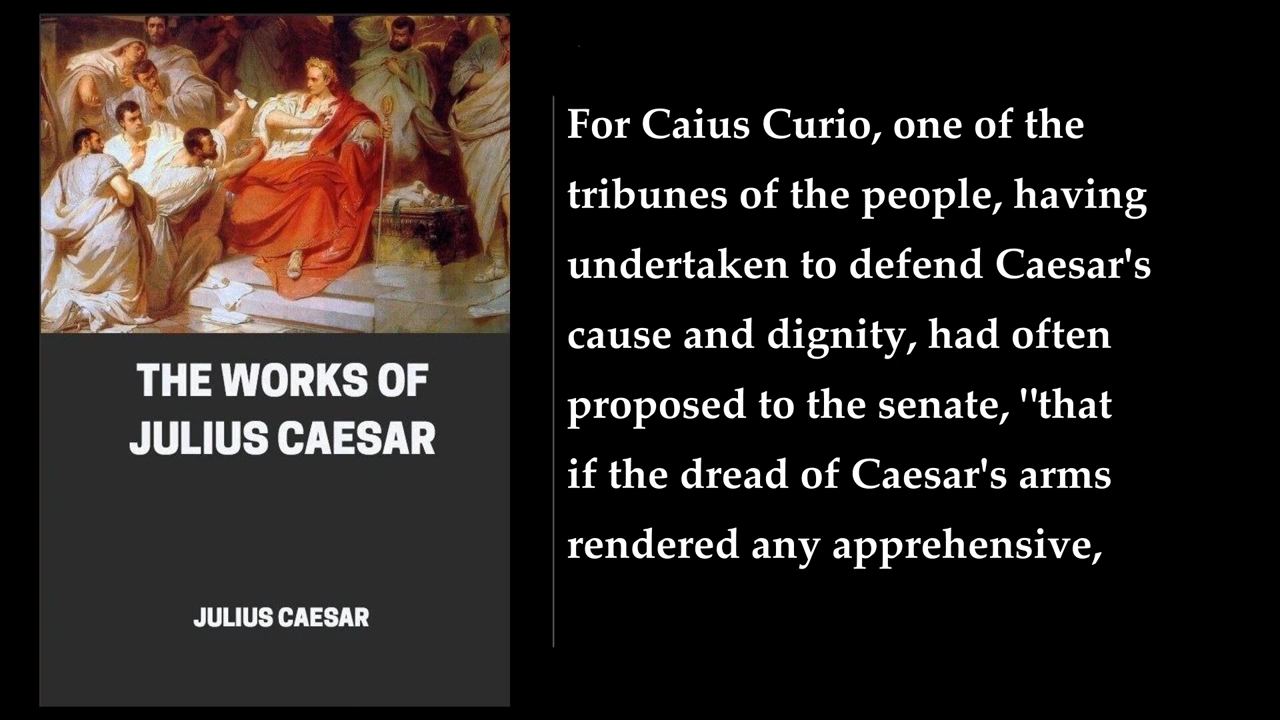 THE WORKS OF
JULIUS CAESAR
JULIUS CAESAR
For Caius Curio, one of the
tribunes of the people, having
undertaken to defend Caesar's
cause and dignity, had often
proposed to the senate, "that
if the dread of Caesar's arms
rendered any apprehensive,